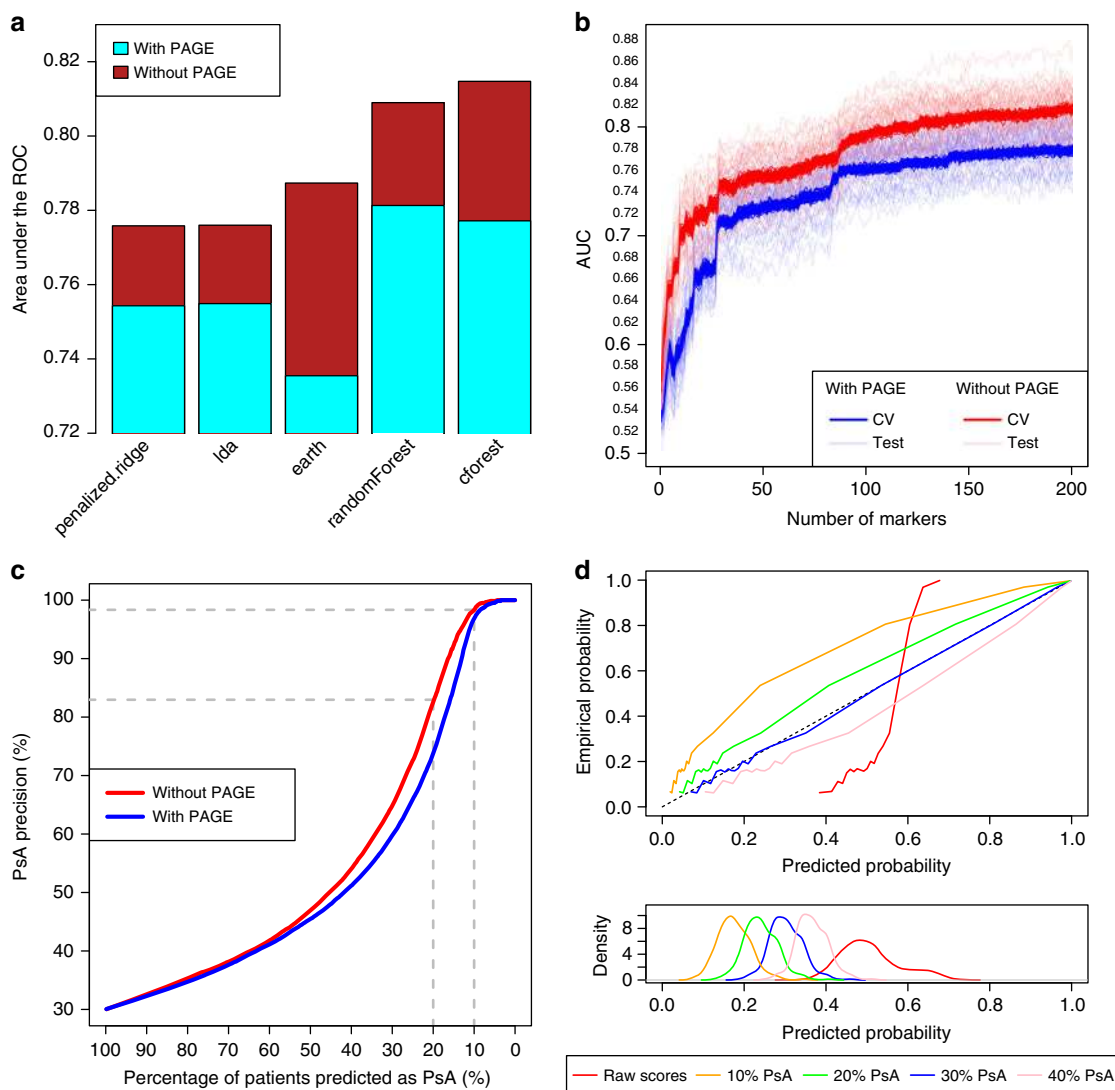 a
With PAGE
Without PAGE
Area under the ROC
0.82
0.80
0.78
0.76
0.74
0.72
penalized.ridge
lda
earth
randomForest
cforest
b
AUC
0.88
0.86
0.84
0.82
0.8
0.78
0.76
0.74
0.72
0.7
0.68
0.66
0.64
0.62
0.6
0.58
0.56
0.54
0.52
0.5
With PAGE Without PAGE
CV CV
Test Test
0 50 100 150 200
Number of markers
c
PsA precision (%)
100
90
80
70
60
50
40
30
Without PAGE
With PAGE
100 90 80 70 60 50 40 30 20 10 0
Percentage of patients predicted as PsA (%)
d
Empirical probability
1.0
0.8
0.6
0.4
0.2
0.0
0.0 0.2 0.4 0.6 0.8 1.0
Predicted probability
Density
8
4
0
0.0 0.2 0.4 0.6 0.8 1.0
Predicted probability
Raw scores 10% PsA 20% PsA 30% PsA 40% PsA